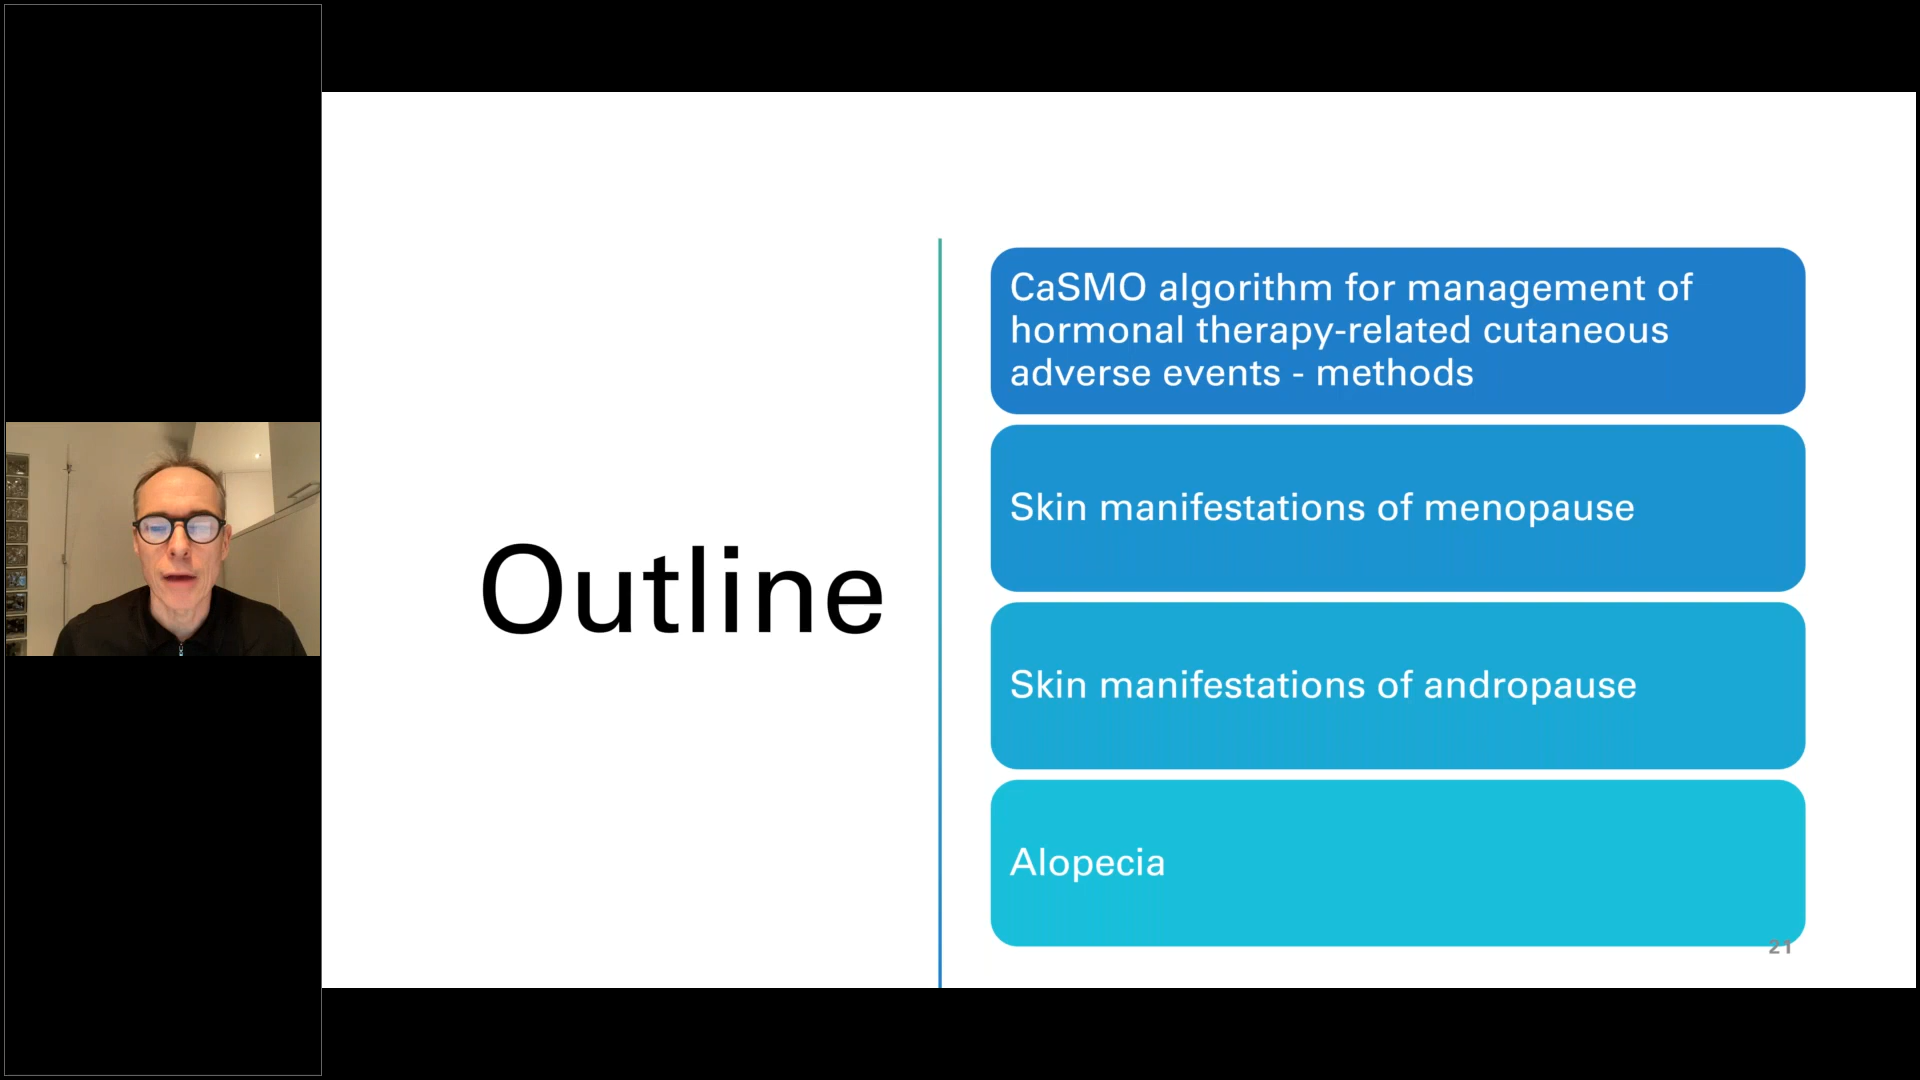 Outline
CaSMO algorithm for management of
hormonal therapy-related cutaneous
adverse events - methods
Skin manifestations of menopause
Skin manifestations of andropause
Alopecia
21